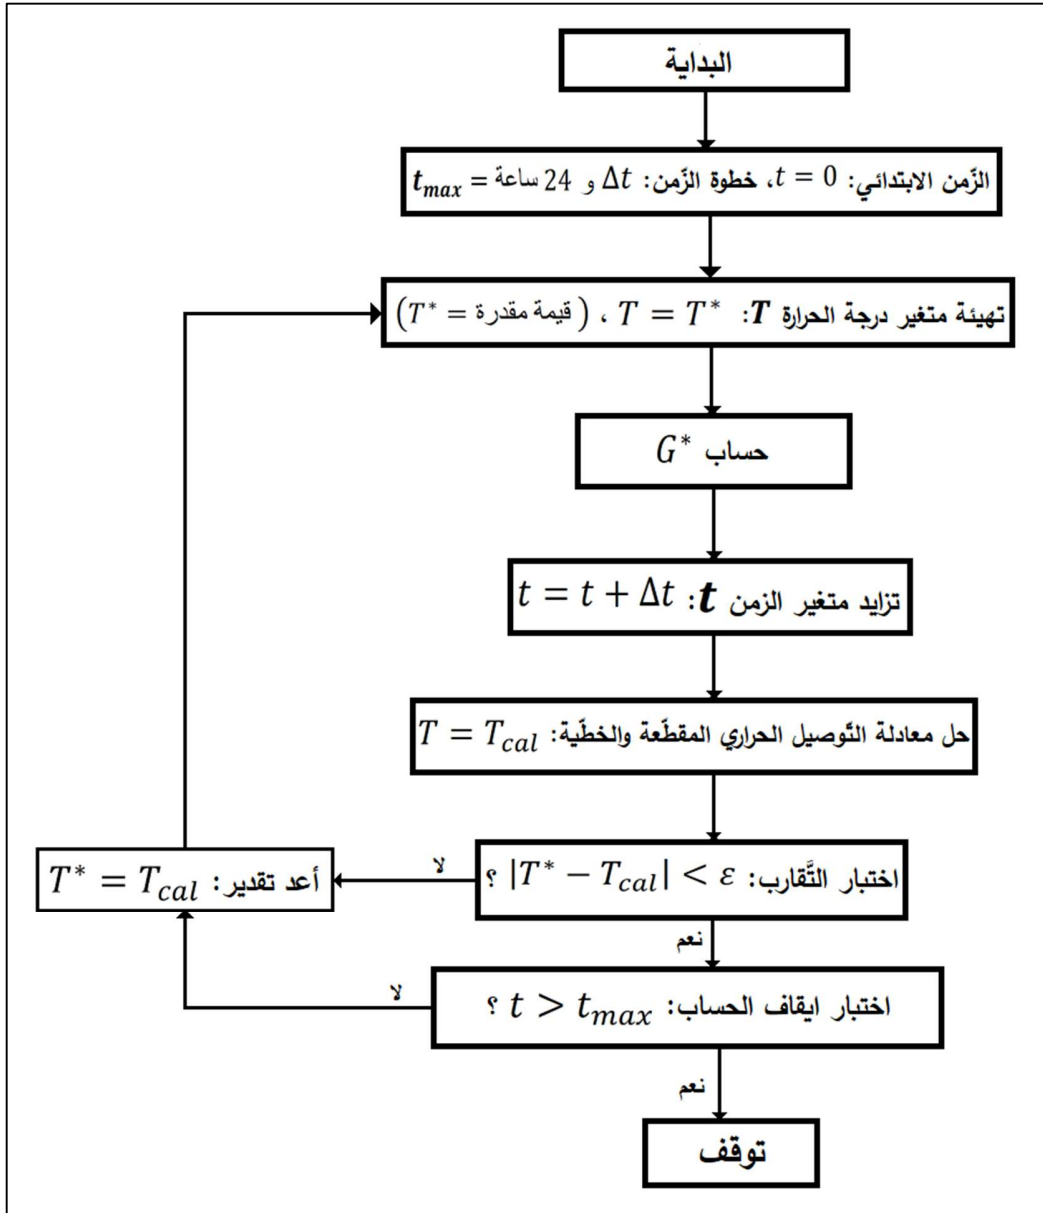 البداية
الزّمن الابتدائي: t = 0، خطوة الزّمن: Δt و 24 ساعة = t_max
تهيئة متغير درجة الحرارة T: T = T* ، (قيمة مقدرة = T*)
حساب G*
تزايد متغير الزمن t: t = t + Δt
حل معادلة التّوصيل الحراري المقطّعة والخطّية: T = T_cal
اختبار التَّقارب: |T* − T_cal| < ε ؟
لا
أعد تقدير: T* = T_cal
نعم
اختبار ايقاف الحساب: t > t_max ؟
لا
نعم
توقف